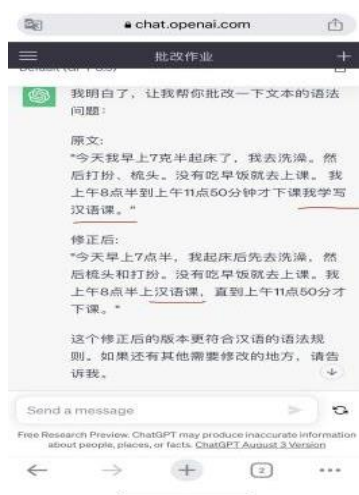 chat.openai.com
批改作业
我明白了，让我帮你批改一下文本的语法
问题：
原文：
"今天我早上7克半起床了，我去洗澡。然
后打扮、梳头。没有吃早饭就去上课。 我
上午8点半到上午11点50分钟才下课我学写
汉语课。"
修正后：
"今天早上7点半，我起床后先去洗澡，然
后梳头和打扮。没有吃早饭就去上课。我
上午8点半上汉语课，直到上午11点50分才
下课。"
这个修正后的版本更符合汉语的语法规
则。如果还有其他需要修改的地方，请告
诉我。
Send a message
Free Research Preview. ChatGPT may produce inaccurate information
about people, places, or facts. ChatGPT August 3 Version
2